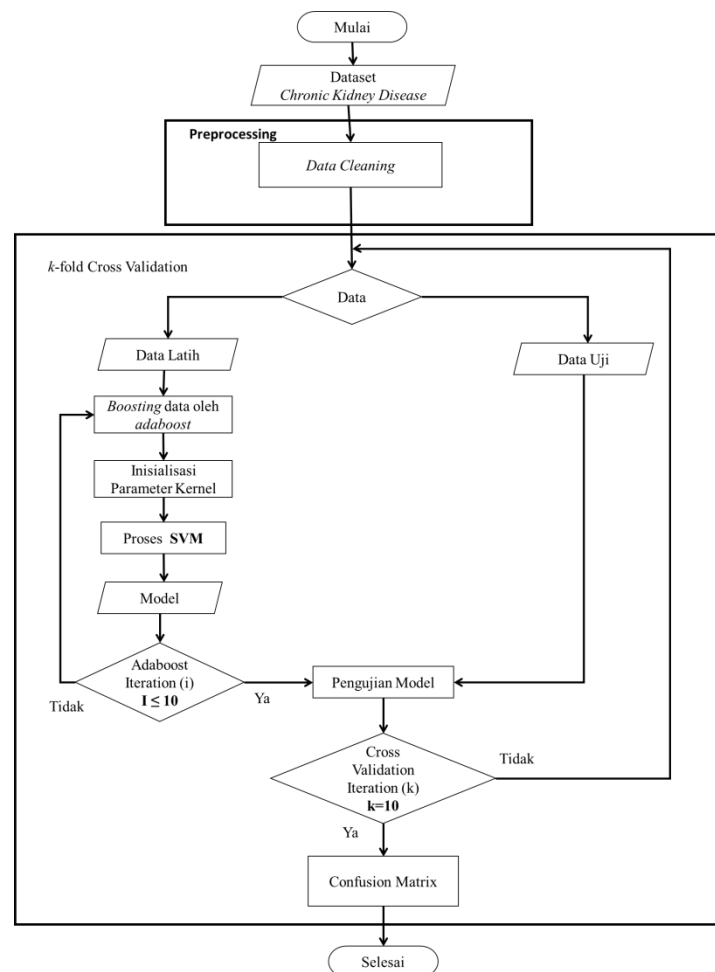 Mulai
Dataset
Chronic Kidney Disease
Preprocessing
Data Cleaning
k-fold Cross Validation
Data
Data Latih
Data Uji
Boosting data oleh
adaboost
Inisialisasi
Parameter Kernel
Proses SVM
Model
Adaboost
Iteration (i)
I ≤ 10
Tidak
Ya
Pengujian Model
Cross
Validation
Iteration (k)
k=10
Tidak
Ya
Confusion Matrix
Selesai